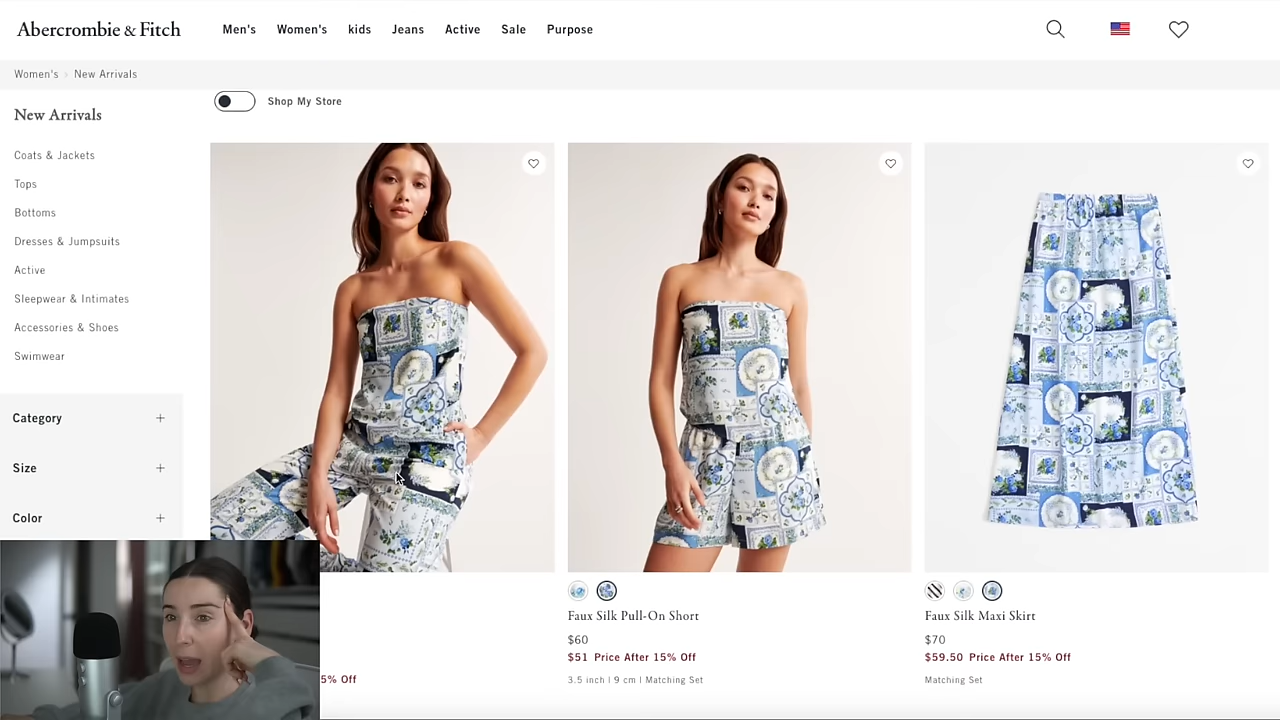 Abercrombie & Fitch
Men's Women's kids Jeans Active Sale Purpose
Women's › New Arrivals
New Arrivals
Shop My Store
Coats & Jackets
Tops
Bottoms
Dresses & Jumpsuits
Active
Sleepwear & Intimates
Accessories & Shoes
Swimwear
Category +
Size +
Color +
5% Off
Faux Silk Pull-On Short
$60
$51 Price After 15% Off
3.5 inch | 9 cm | Matching Set
Faux Silk Maxi Skirt
$70
$59.50 Price After 15% Off
Matching Set